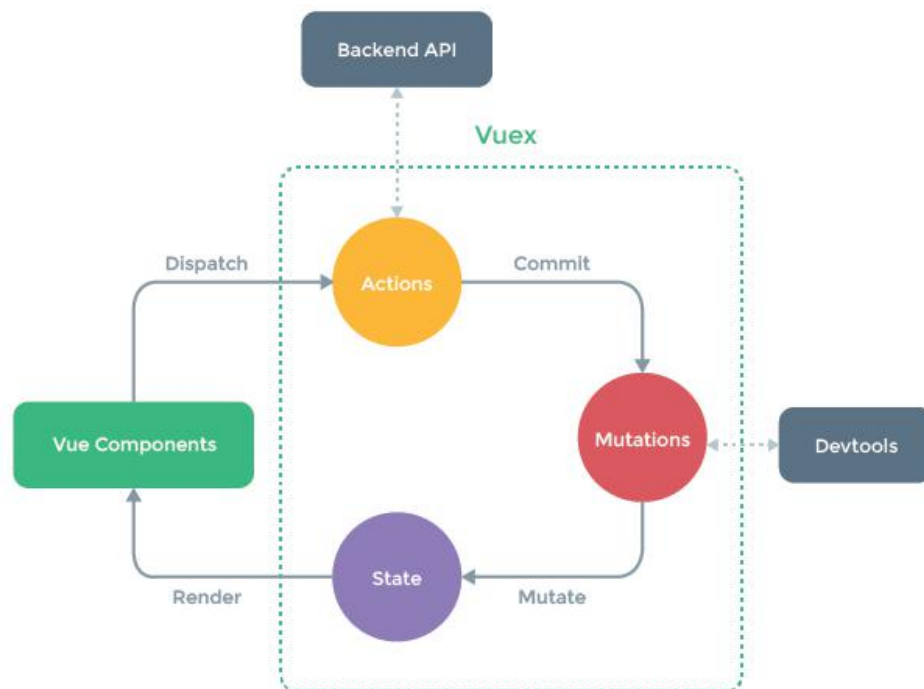 Backend API
Vuex
Dispatch
Actions
Commit
Vue Components
Mutations
Devtools
State
Render
Mutate